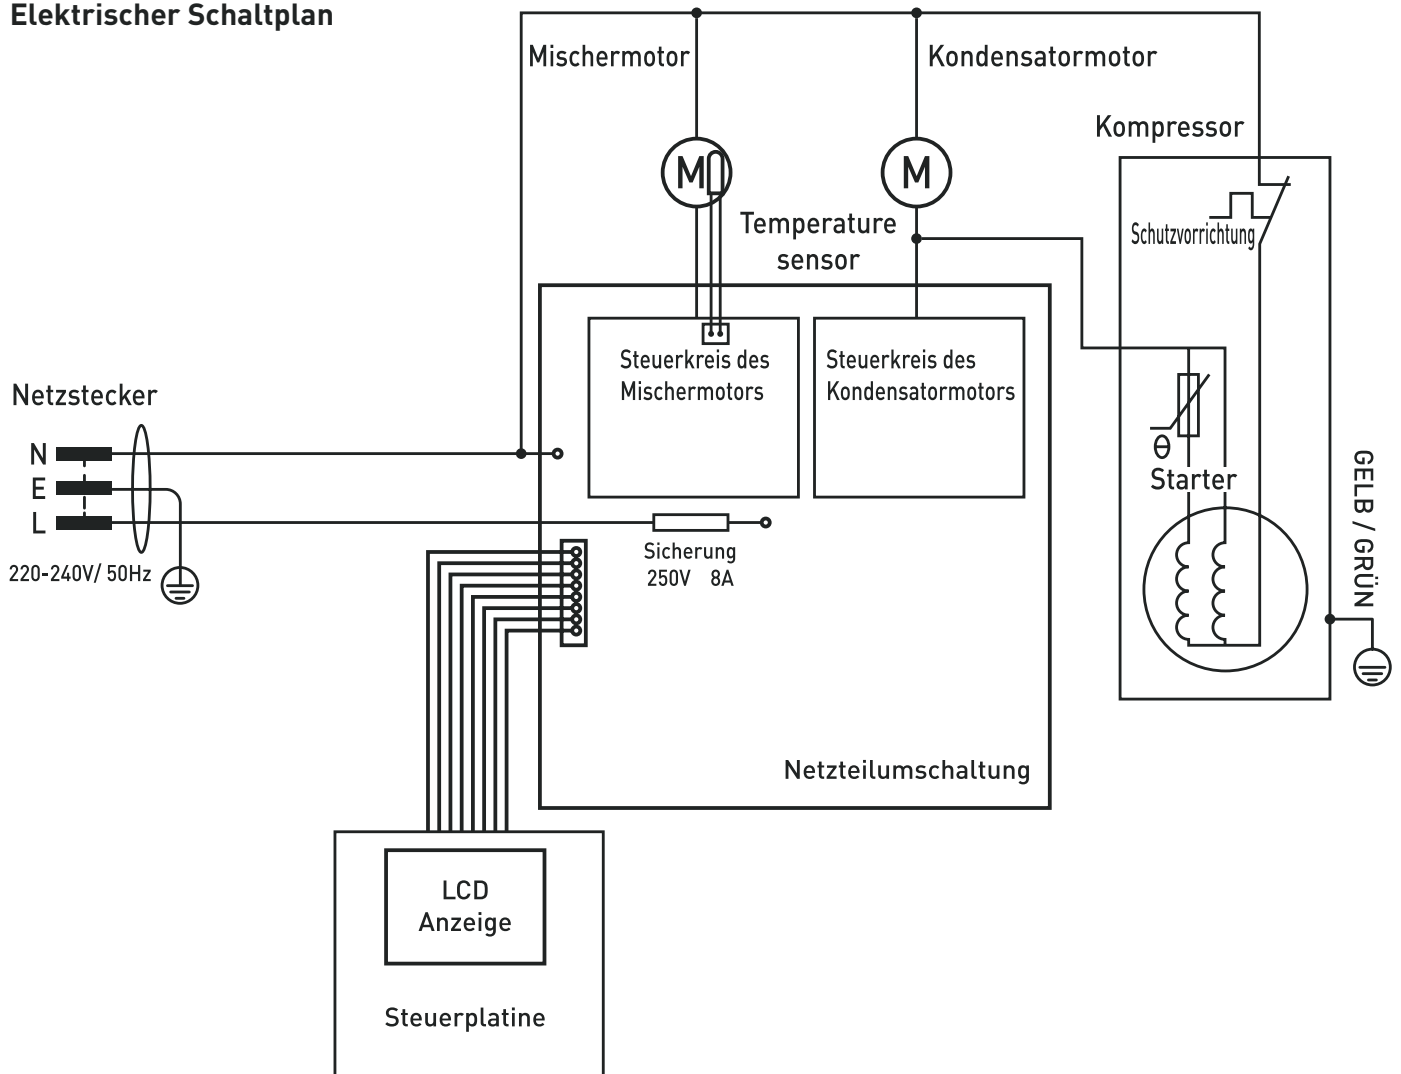 Elektrischer Schaltplan
Mischermotor
Kondensatormotor
Kompressor
M
M
Temperature
sensor
Schutzvorrichtung
Steuerkreis des
Mischermotors
Steuerkreis des
Kondensatormotors
Netzstecker
N
E
L
220-240V/ 50Hz
θ
Starter
GELB / GRÜN
Sicherung
250V 8A
Netzteilumschaltung
LCD
Anzeige
Steuerplatine